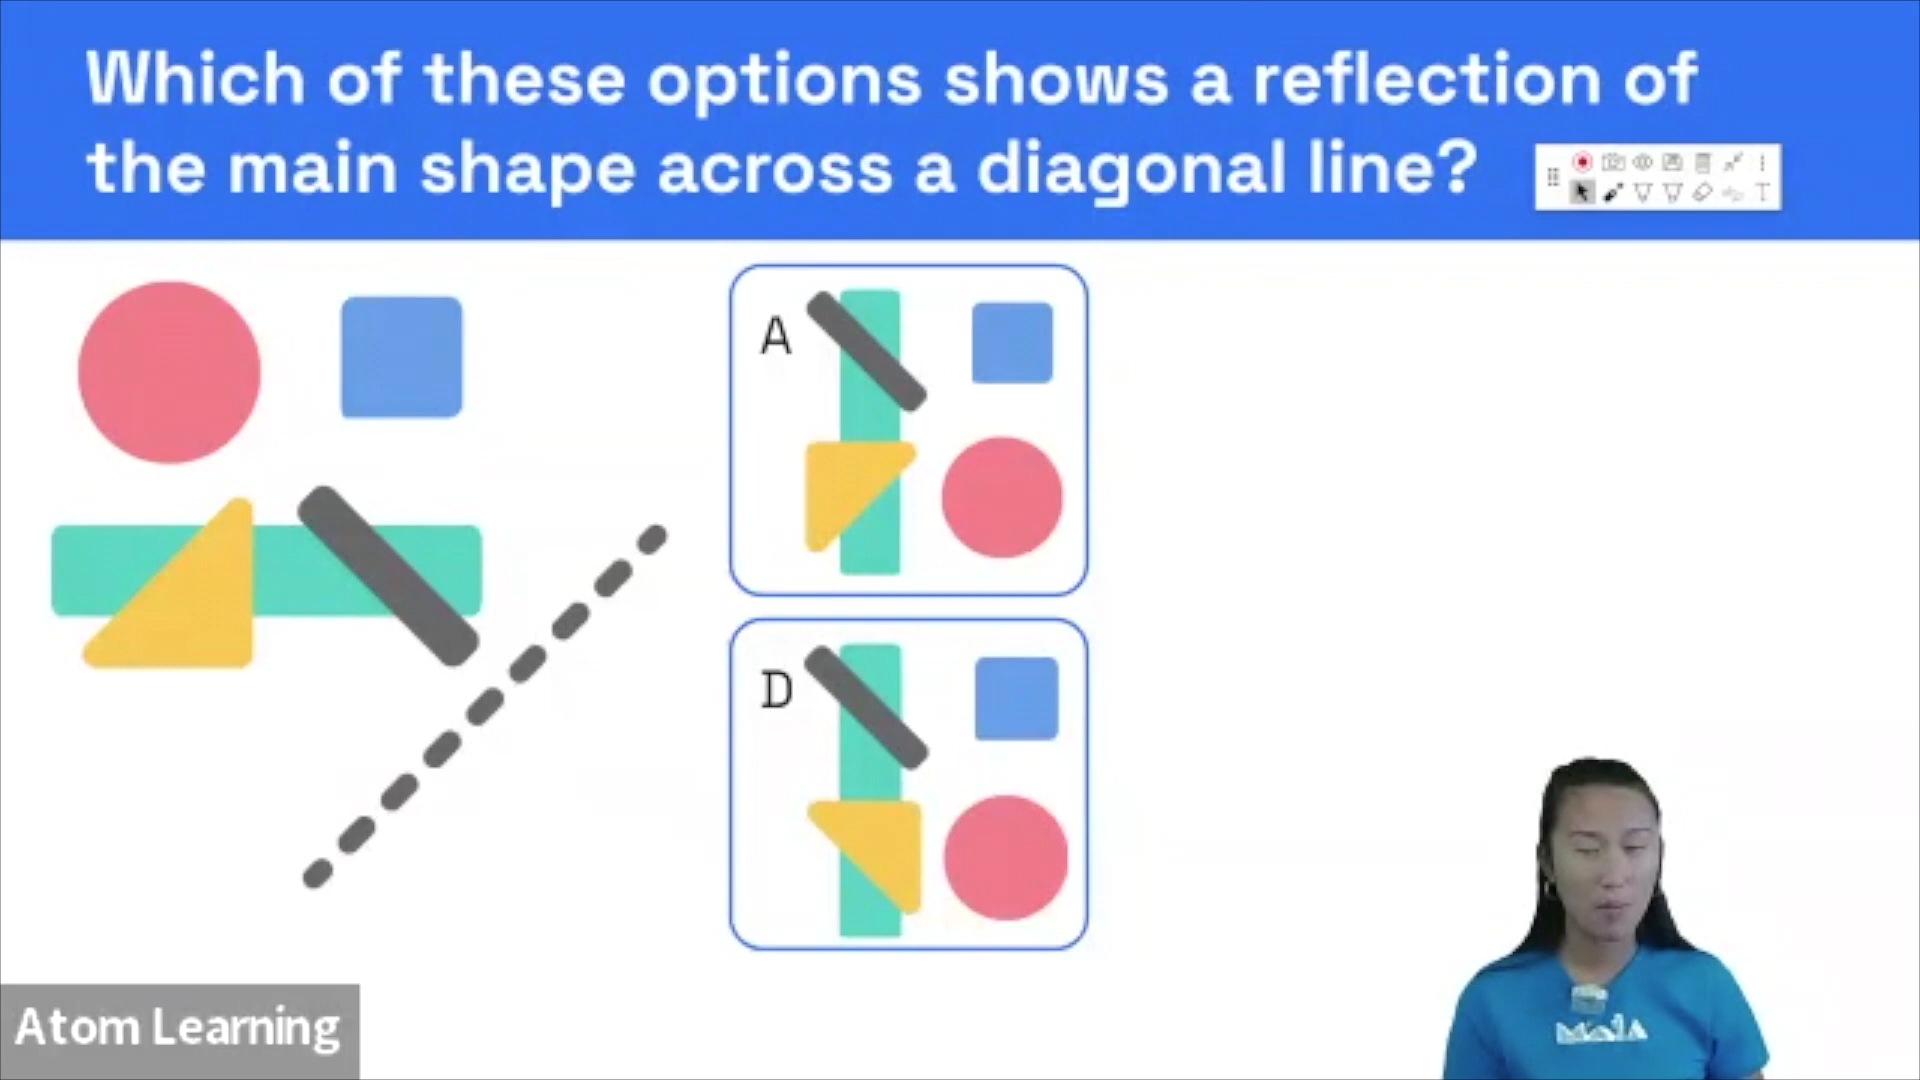 Which of these options shows a reflection of
the main shape across a diagonal line?
A
D
Atom Learning